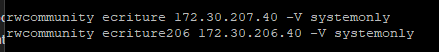 rwcommunity ecriture 172.30.207.40 -V systemonly
rwcommunity ecriture206 172.30.206.40 -V systemonly